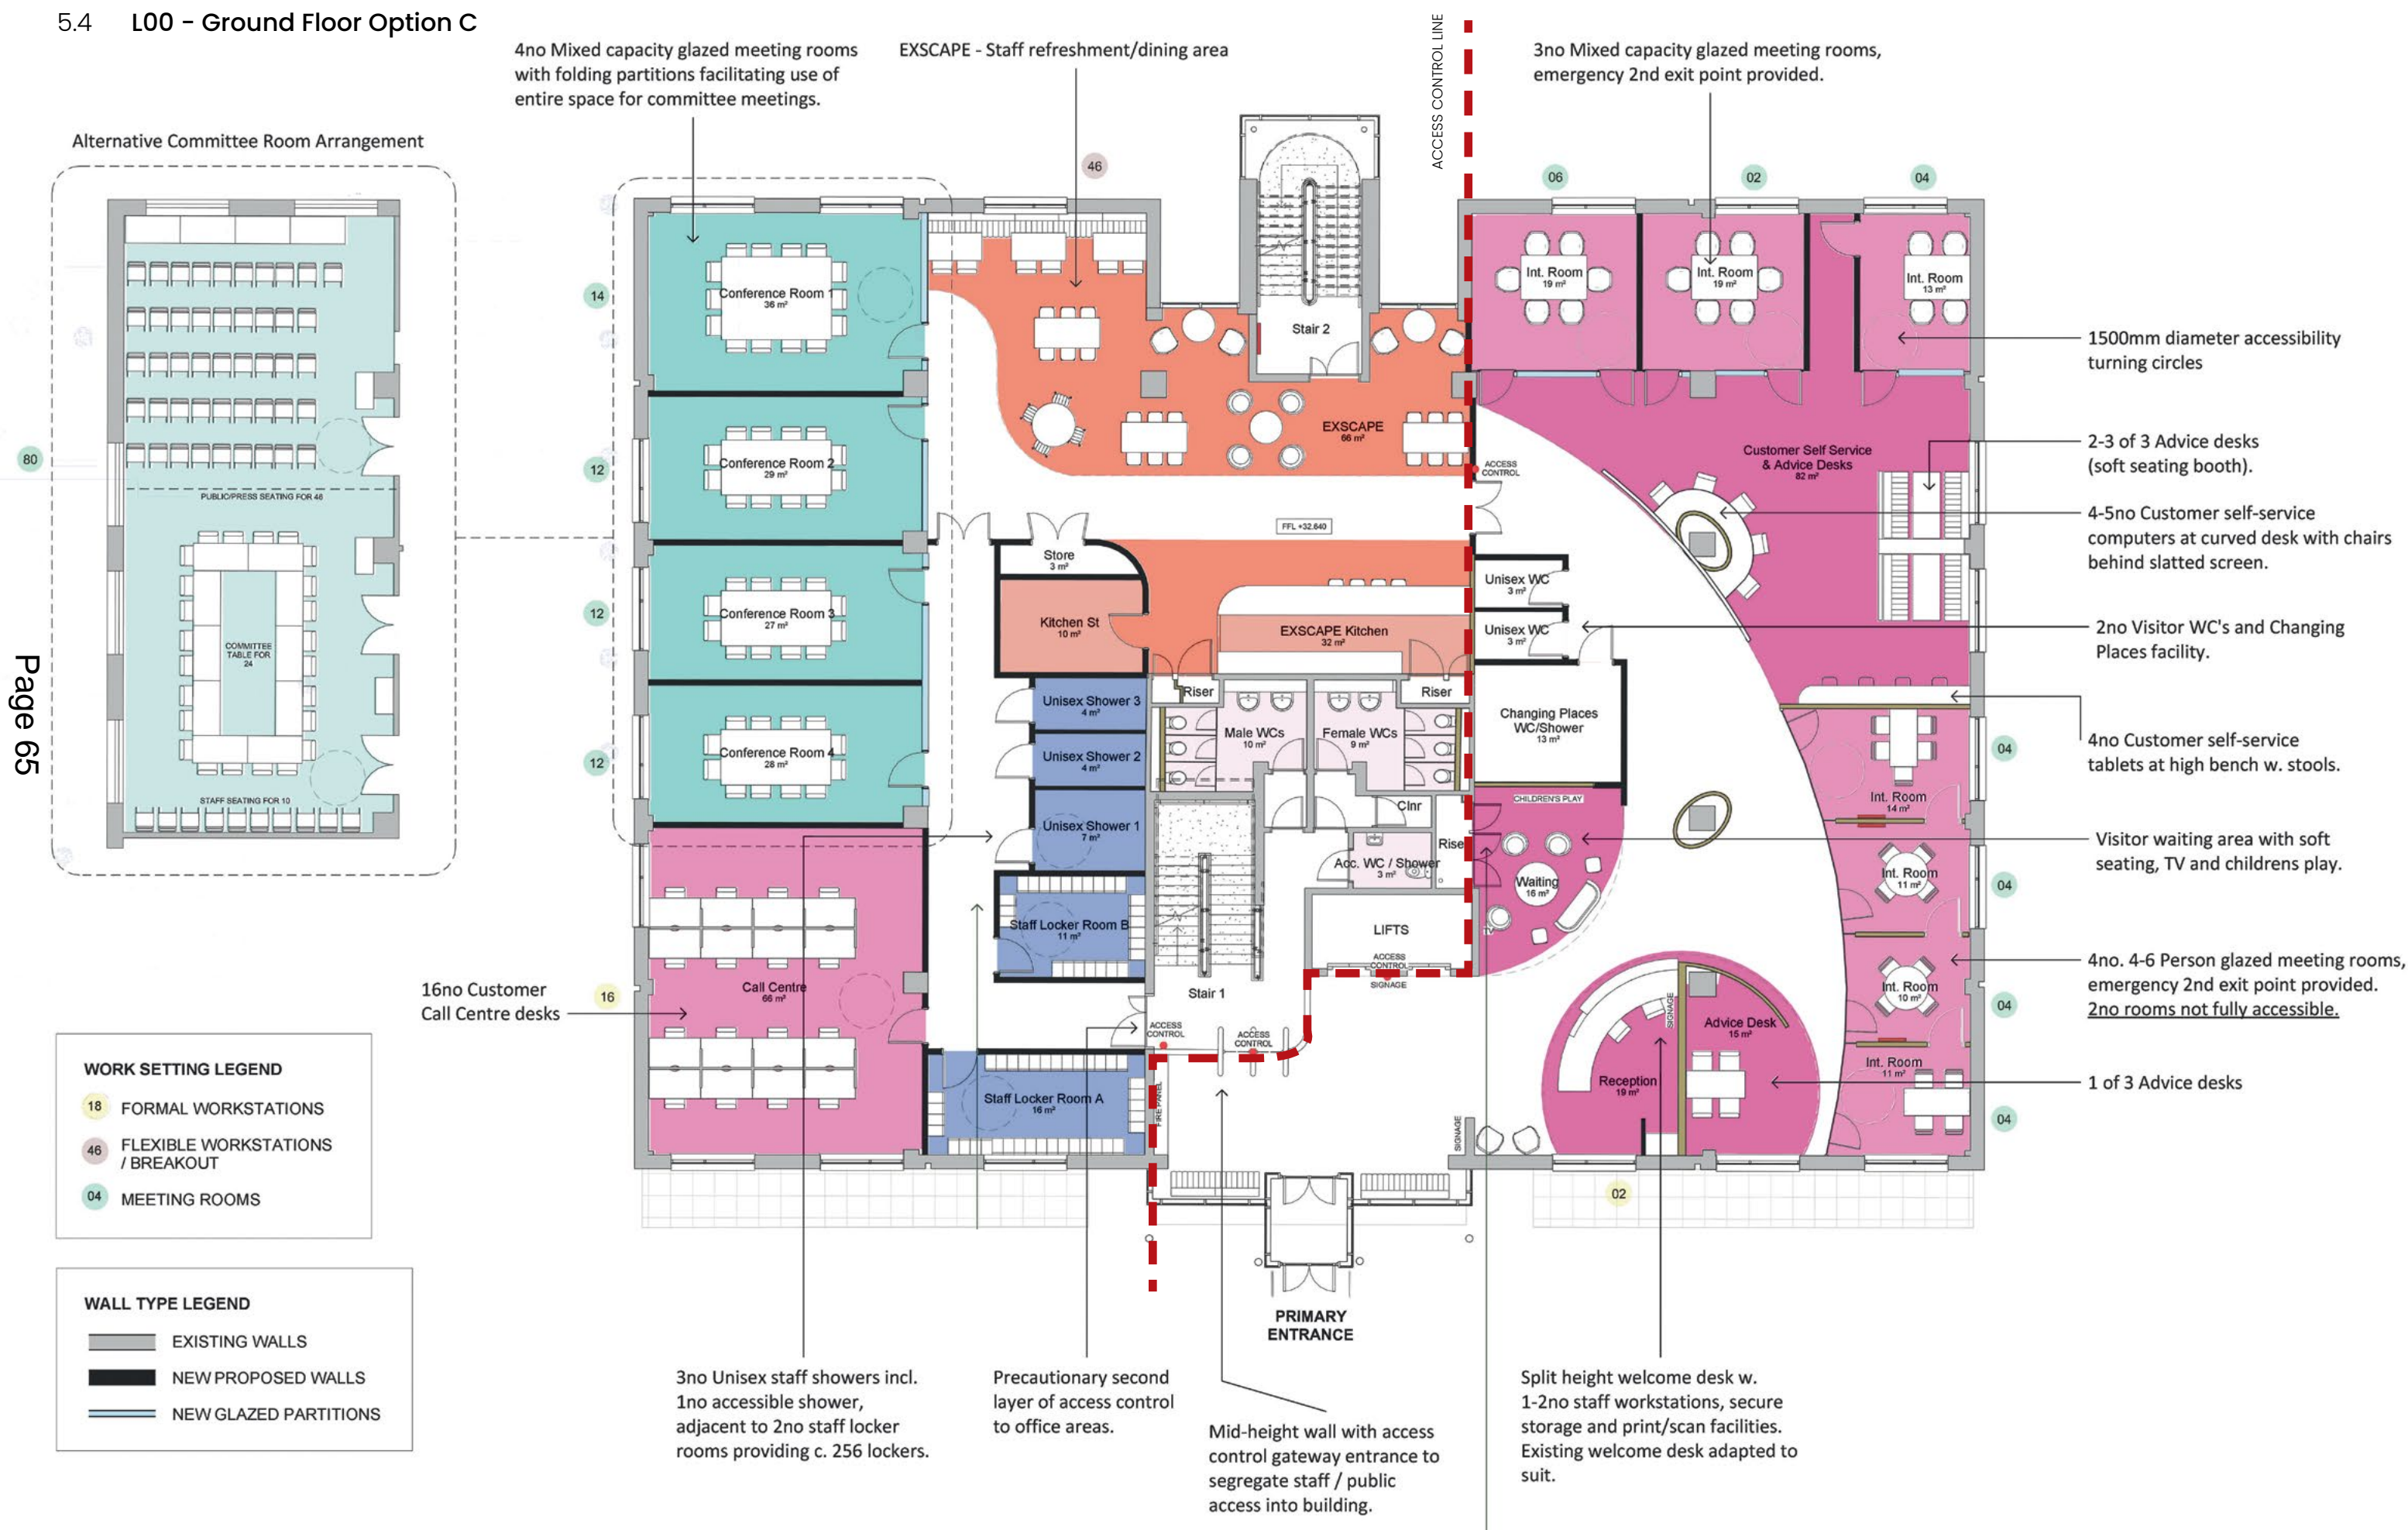 5.4 L00 - Ground Floor Option C
4no Mixed capacity glazed meeting rooms
with folding partitions facilitating use of
entire space for committee meetings.
EXSCAPE - Staff refreshment/dining area
ACCESS CONTROL LINE
3no Mixed capacity glazed meeting rooms,
emergency 2nd exit point provided.
Alternative Committee Room Arrangement
80
PUBLIC/PRESS SEATING FOR 46
COMMITTEE
TABLE FOR
24
STAFF SEATING FOR 10
Page 65
46
06
02
04
14
12
12
12
16
Conference Room 1
36 m²
Conference Room 2
29 m²
Conference Room 3
27 m²
Conference Room 4
28 m²
Call Centre
66 m²
Stair 2
EXSCAPE
66 m²
FFL +32.640
ACCESS
CONTROL
Store
3 m²
Kitchen St
10 m²
EXSCAPE Kitchen
32 m²
Unisex Shower 3
4 m²
Unisex Shower 2
4 m²
Unisex Shower 1
7 m²
Staff Locker Room B
11 m²
Staff Locker Room A
16 m²
Riser
Riser
Male WCs
10 m²
Female WCs
9 m²
Clnr
Rise
Acc. WC / Shower
3 m²
LIFTS
ACCESS
CONTROL
SIGNAGE
Stair 1
ACCESS
CONTROL
ACCESS
CONTROL
FIRE PANEL
SIGNAGE
Int. Room
19 m²
Int. Room
19 m²
Int. Room
13 m²
Customer Self Service
& Advice Desks
82 m²
Unisex WC
3 m²
Unisex WC
3 m²
Changing Places
WC/Shower
13 m²
CHILDREN'S PLAY
Waiting
16 m²
TV
Int. Room
14 m²
Int. Room
11 m²
Int. Room
10 m²
Int. Room
11 m²
SIGNAGE
Advice Desk
15 m²
Reception
19 m²
04
04
04
04
02
1500mm diameter accessibility
turning circles
2-3 of 3 Advice desks
(soft seating booth).
4-5no Customer self-service
computers at curved desk with chairs
behind slatted screen.
2no Visitor WC's and Changing
Places facility.
4no Customer self-service
tablets at high bench w. stools.
Visitor waiting area with soft
seating, TV and childrens play.
4no. 4-6 Person glazed meeting rooms,
emergency 2nd exit point provided.
2no rooms not fully accessible.
1 of 3 Advice desks
16no Customer
Call Centre desks
WORK SETTING LEGEND
18 FORMAL WORKSTATIONS
46 FLEXIBLE WORKSTATIONS
/ BREAKOUT
04 MEETING ROOMS
WALL TYPE LEGEND
EXISTING WALLS
NEW PROPOSED WALLS
NEW GLAZED PARTITIONS
PRIMARY
ENTRANCE
3no Unisex staff showers incl.
1no accessible shower,
adjacent to 2no staff locker
rooms providing c. 256 lockers.
Precautionary second
layer of access control
to office areas.
Mid-height wall with access
control gateway entrance to
segregate staff / public
access into building.
Split height welcome desk w.
1-2no staff workstations, secure
storage and print/scan facilities.
Existing welcome desk adapted to
suit.